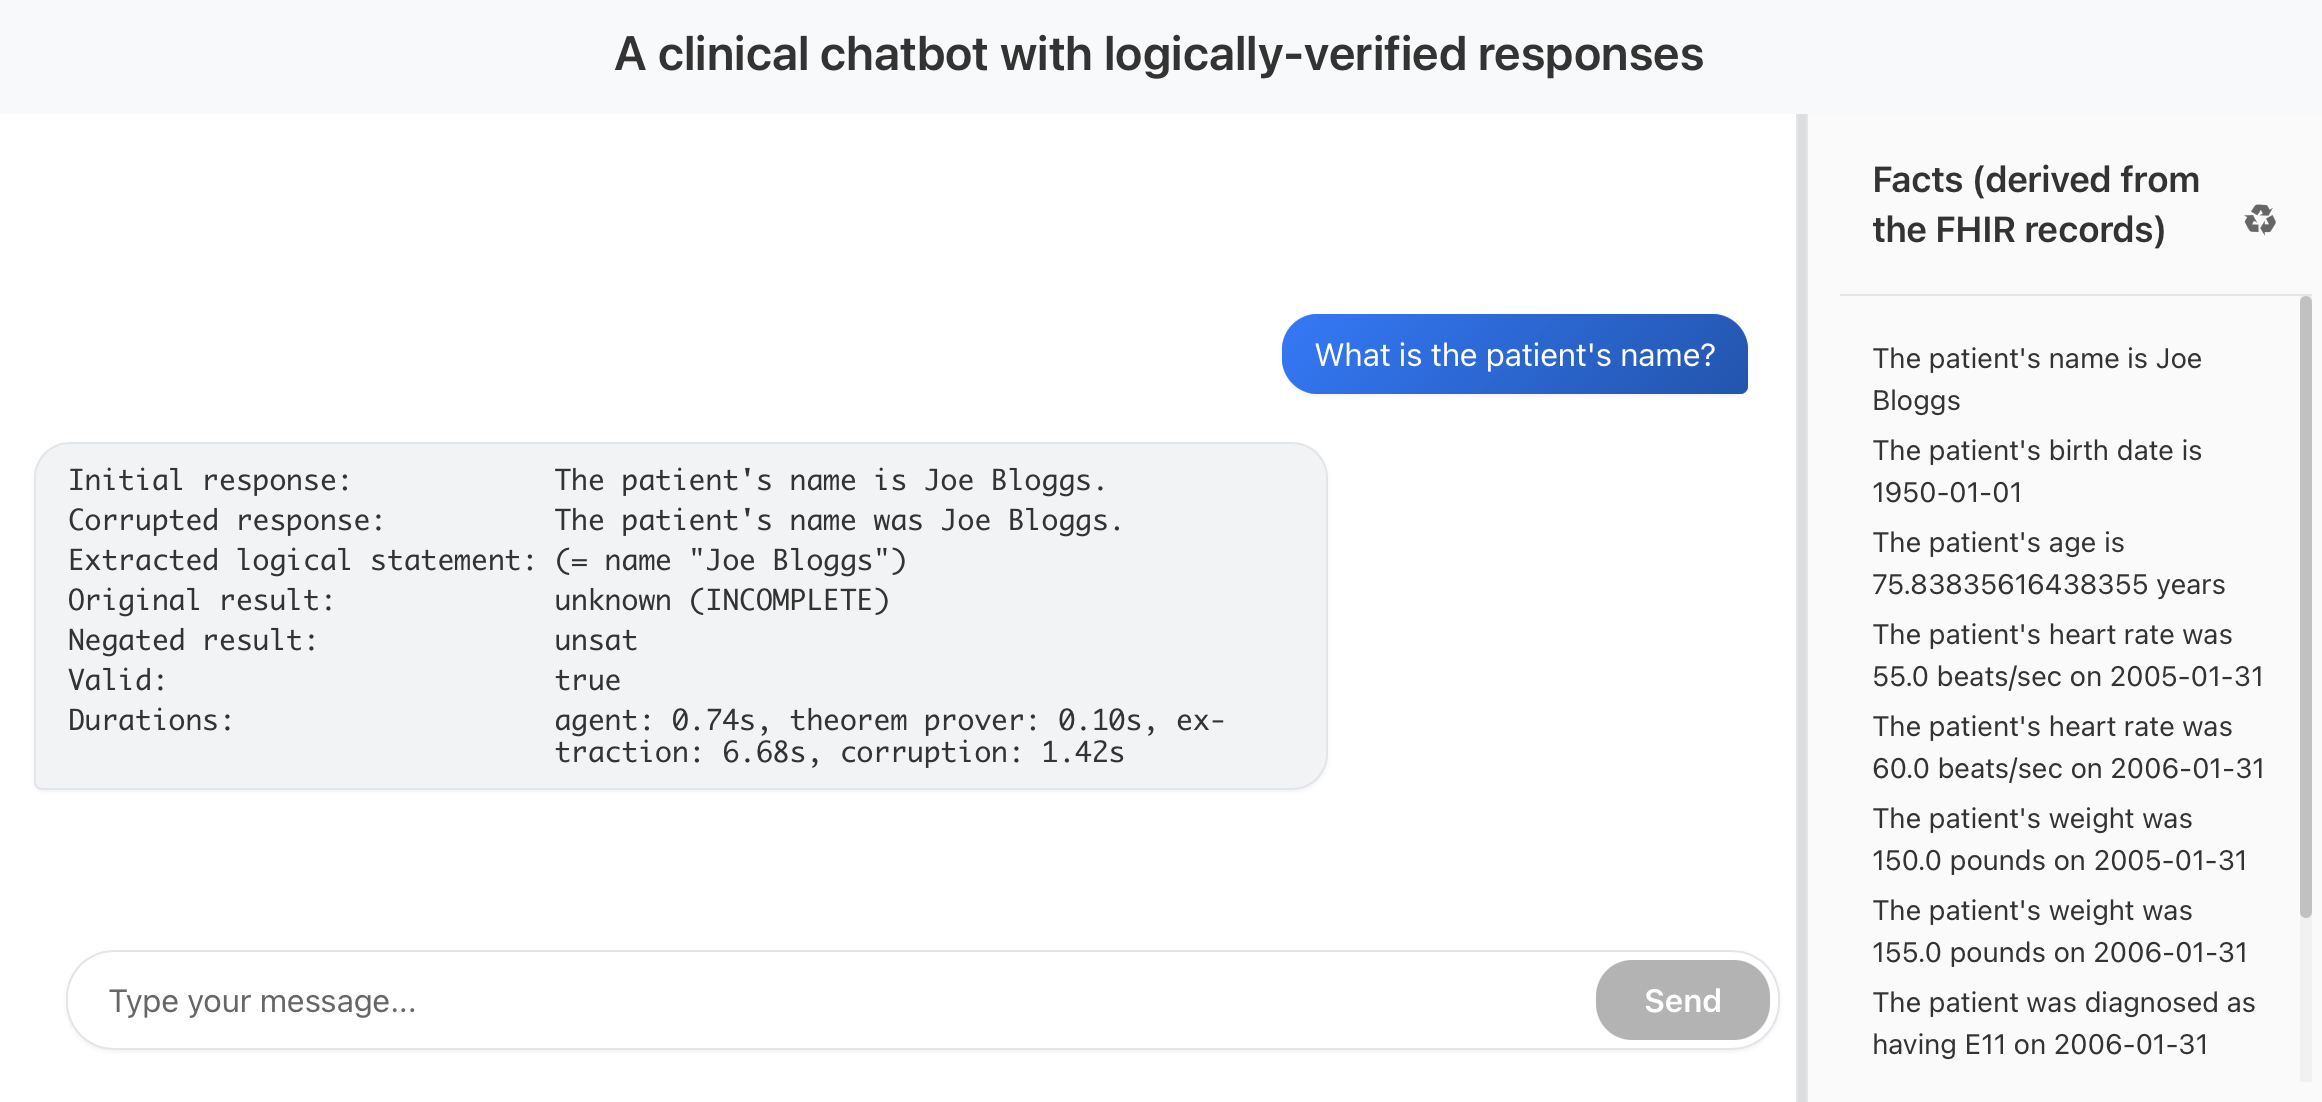 A clinical chatbot with logically-verified responses
What is the patient's name?
Initial response: The patient's name is Joe Bloggs.
Corrupted response: The patient's name was Joe Bloggs.
Extracted logical statement: (= name "Joe Bloggs")
Original result: unknown (INCOMPLETE)
Negated result: unsat
Valid: true
Durations: agent: 0.74s, theorem prover: 0.10s, ex-
traction: 6.68s, corruption: 1.42s
Type your message...
Send
Facts (derived from
the FHIR records)
The patient's name is Joe
Bloggs
The patient's birth date is
1950-01-01
The patient's age is
75.83835616438355 years
The patient's heart rate was
55.0 beats/sec on 2005-01-31
The patient's heart rate was
60.0 beats/sec on 2006-01-31
The patient's weight was
150.0 pounds on 2005-01-31
The patient's weight was
155.0 pounds on 2006-01-31
The patient was diagnosed as
having E11 on 2006-01-31